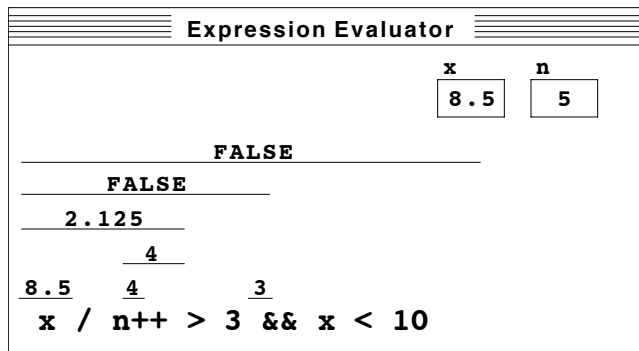 Expression Evaluator
x n
8.5 5
FALSE
FALSE
2.125
4
8.5 4 3
x / n++ > 3 && x < 10